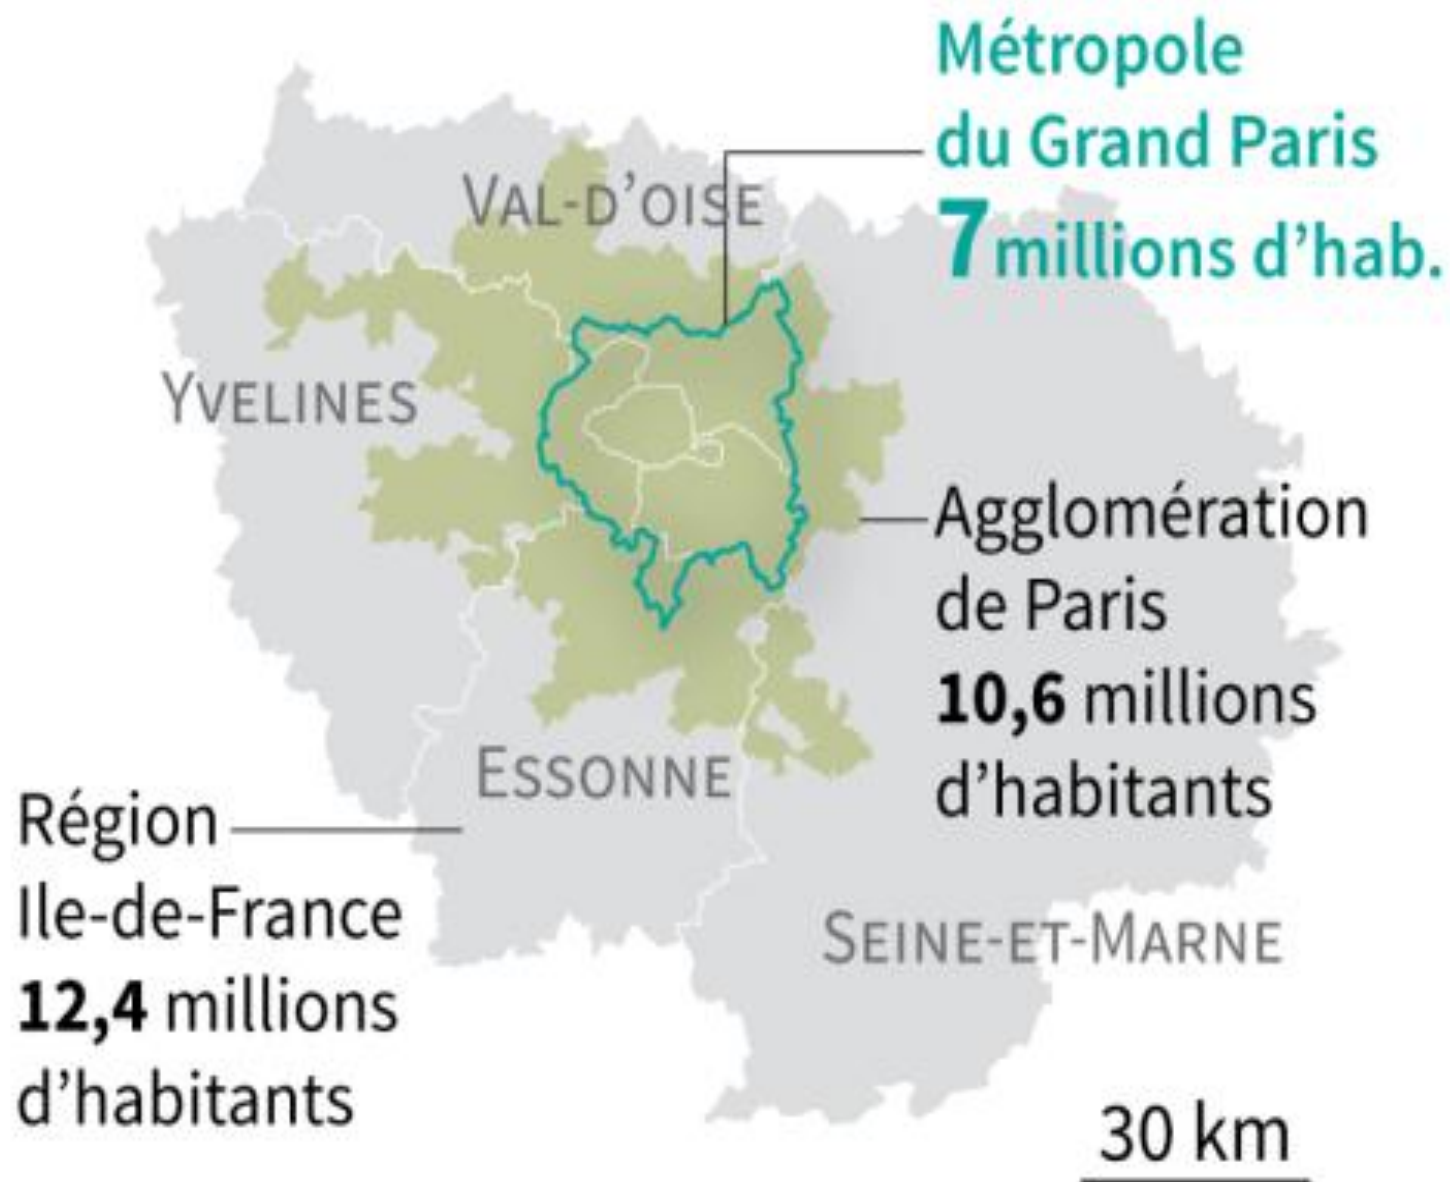 Métropole
du Grand Paris
7 millions d’hab.
VAL-D’OISE
YVELINES
Agglomération
de Paris
10,6 millions
d’habitants
ESSONNE
Région
Ile-de-France
12,4 millions
d’habitants
SEINE-ET-MARNE
30 km